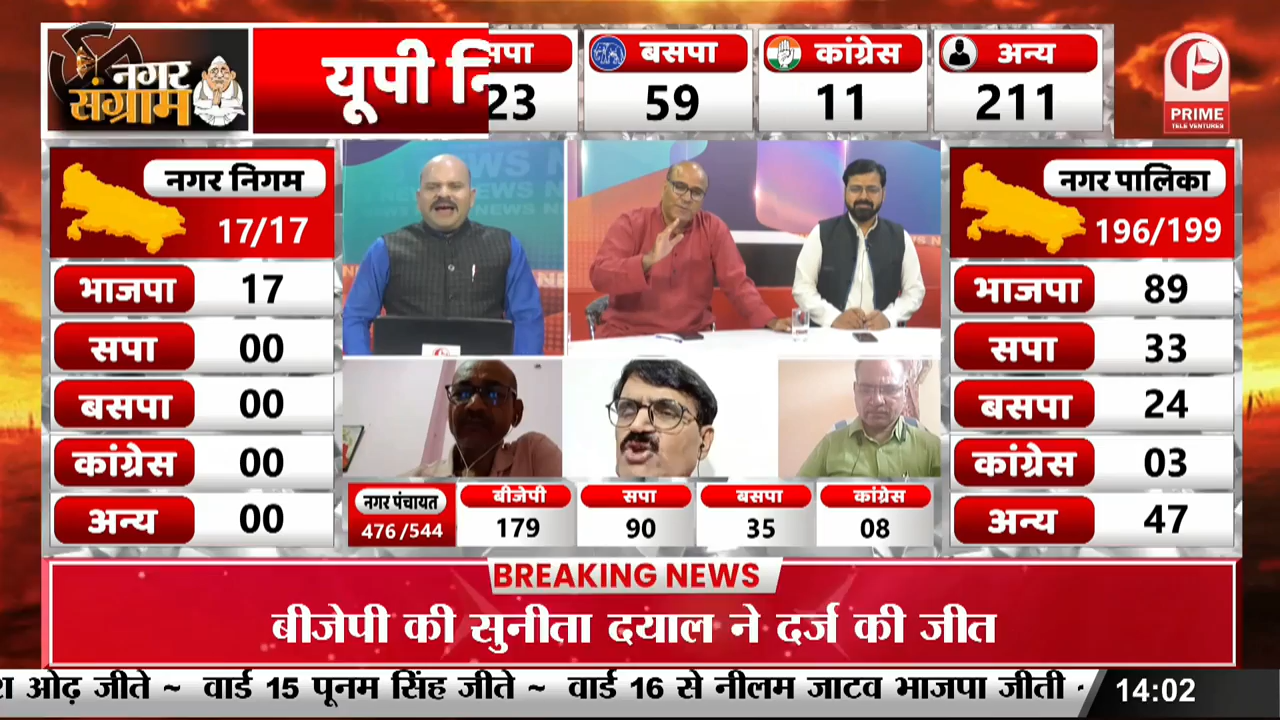 नगर संग्राम
यूपी नि
सपा
23
बसपा
59
कांग्रेस
11
अन्य
211
PRIME
TELE VENTURES
नगर निगम
17/17
भाजपा 17
सपा 00
बसपा 00
कांग्रेस 00
अन्य 00
NEWS
नगर पालिका
196/199
भाजपा 89
सपा 33
बसपा 24
कांग्रेस 03
अन्य 47
नगर पंचायत
476/544
बीजेपी
179
सपा
90
बसपा
35
कांग्रेस
08
BREAKING NEWS
बीजेपी की सुनीता दयाल ने दर्ज की जीत
ओढ़ जीते ~ वार्ड 15 पूनम सिंह जीते ~ वार्ड 16 से नीलम जाटव भाजपा जीती
14:02